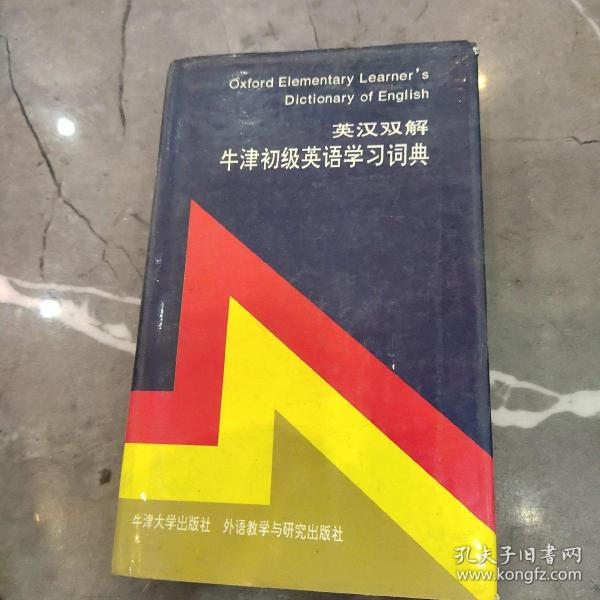 Oxford Elementary Learner's
Dictionary of English
英汉双解
牛津初级英语学习词典
牛津大学出版社 外语教学与研究出版社
孔夫子旧书网
www.kongfz.com